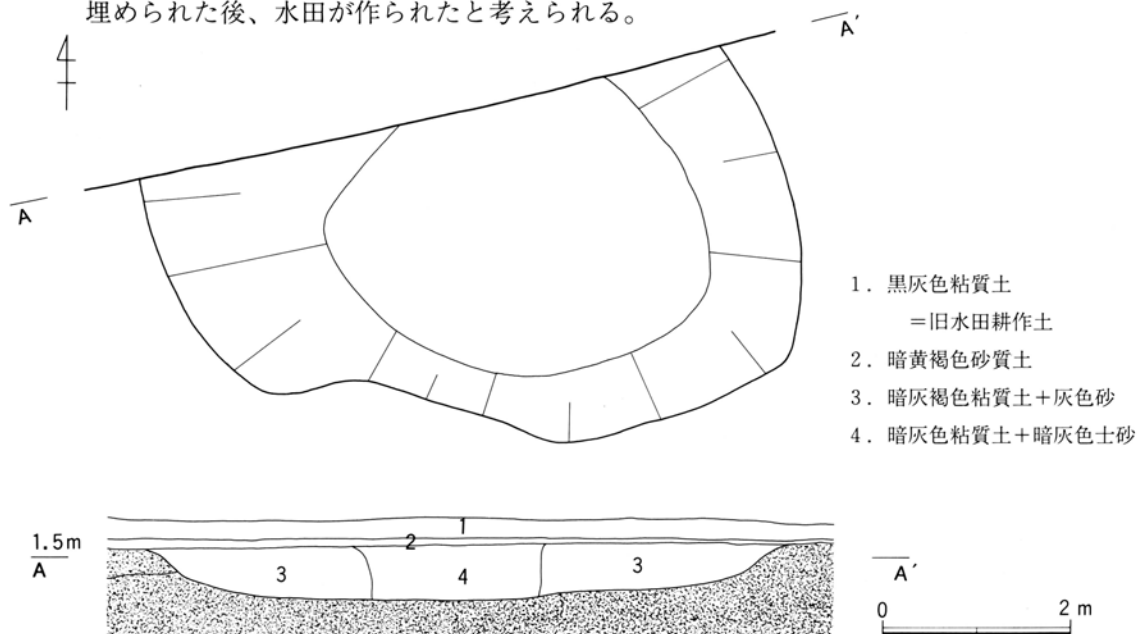 埋められた後、水田が作られたと考えられる。
A
A′
1. 黒灰色粘質土
=旧水田耕作土
2. 暗黄褐色砂質土
3. 暗灰褐色粘質土+灰色砂
4. 暗灰色粘質土+暗灰色士砂
1
1.5m
2
A
3
4
3
A′
0
2 m